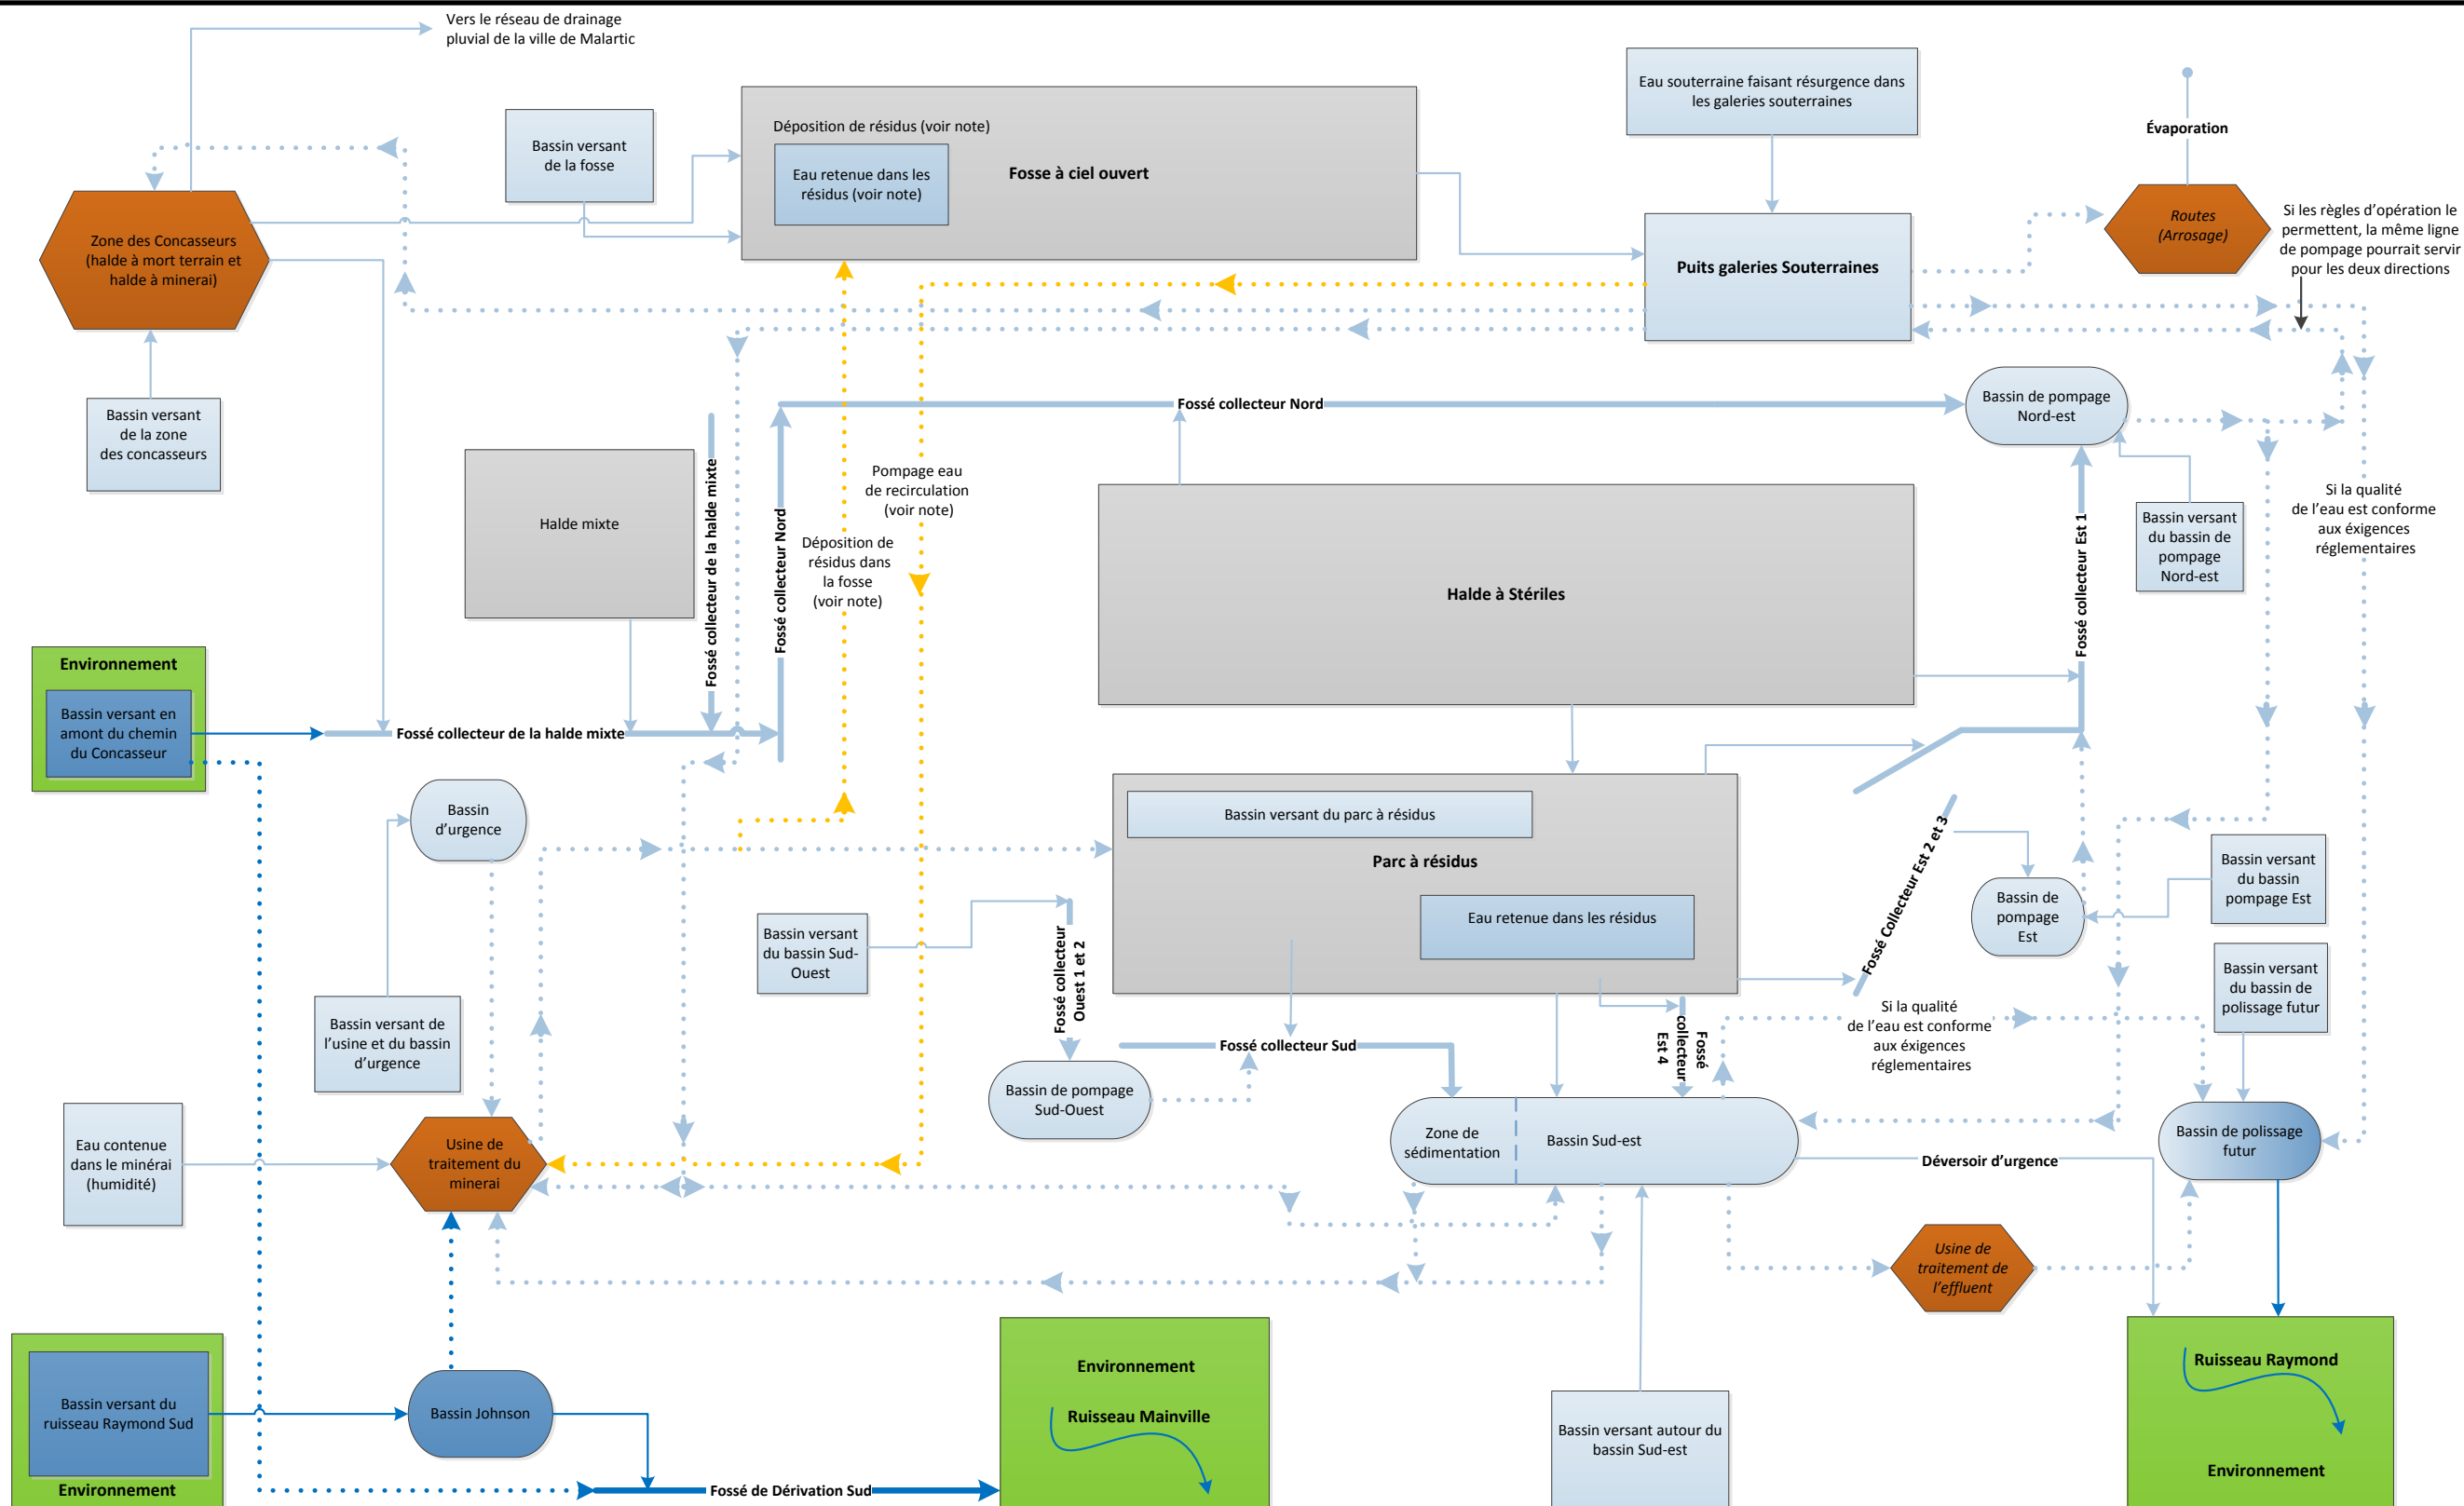 Vers le réseau de drainage
pluvial de la ville de Malartic
Bassin versant
de la fosse
Déposition de résidus (voir note)
Eau retenue dans les
résidus (voir note)
Fosse à ciel ouvert
Eau souterraine faisant résurgence dans
les galeries souterraines
Évaporation
Zone des Concasseurs
(halde à mort terrain et
halde à minerai)
Puits galeries Souterraines
Routes
(Arrosage)
Si les règles d'opération le
permettent, la même ligne
de pompage pourrait servir
pour les deux directions
Bassin versant
de la zone
des concasseurs
Fossé collecteur Nord
Bassin de pompage
Nord-est
Halde mixte
Fossé collecteur de la halde mixte
Fossé collecteur Nord
Pompage eau
de recirculation
(voir note)
Déposition de
résidus dans
la fosse
(voir note)
Halde à Stériles
Fossé collecteur Est 1
Bassin versant
du bassin de
pompage
Nord-est
Si la qualité
de l'eau est conforme
aux éxigences
réglementaires
Environnement
Bassin versant en
amont du chemin
du Concasseur
Fossé collecteur de la halde mixte
Bassin
d'urgence
Bassin versant du parc à résidus
Parc à résidus
Eau retenue dans les résidus
Fossé Collecteur Est 2 et 3
Bassin de
pompage
Est
Bassin versant
du bassin
pompage Est
Bassin versant
du bassin Sud-
Ouest
Fossé collecteur
Ouest 1 et 2
Bassin versant
du bassin de
polissage futur
Bassin versant de
l'usine et du bassin
d'urgence
Fossé collecteur Sud
Fossé
collecteur
Est 4
Si la qualité
de l'eau est conforme
aux éxigences
réglementaires
Bassin de pompage
Sud-Ouest
Eau contenue
dans le minérai
(humidité)
Usine de
traitement du
minerai
Zone de
sédimentation
Bassin Sud-est
Déversoir d'urgence
Bassin de polissage
futur
Usine de
traitement de
l'effluent
Bassin versant du
ruisseau Raymond Sud
Environnement
Bassin Johnson
Fossé de Dérivation Sud
Environnement
Ruisseau Mainville
Bassin versant autour du
bassin Sud-est
Ruisseau Raymond
Environnement